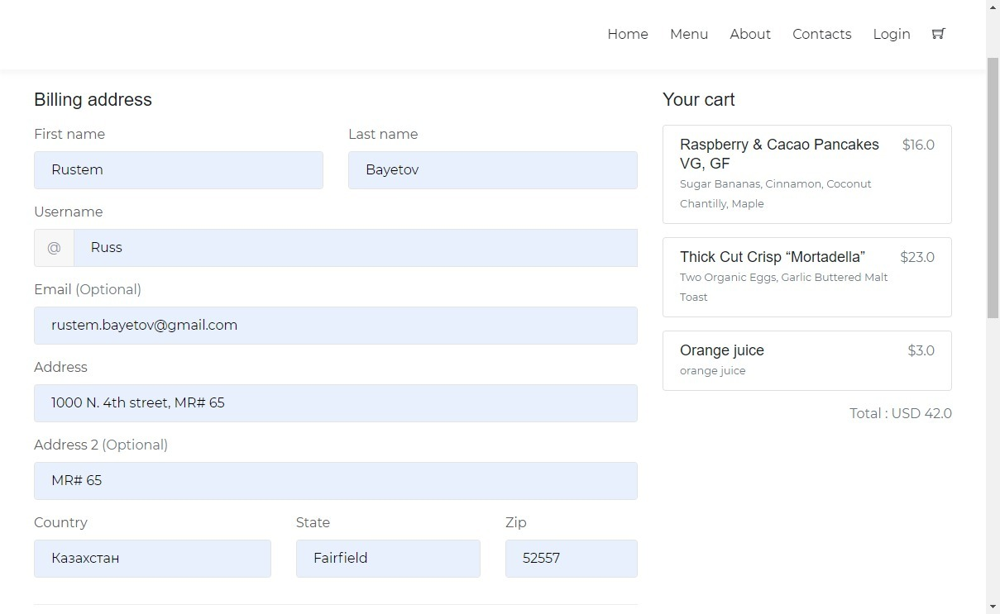 Home Menu About Contacts Login
Billing address
First name
Rustem
Last name
Bayetov
Username
@ Russ
Email (Optional)
rustem.bayetov@gmail.com
Address
1000 N. 4th street, MR# 65
Address 2 (Optional)
MR# 65
Country
Казахстан
State
Fairfield
Zip
52557
Your cart
Raspberry & Cacao Pancakes $16.0
VG, GF
Sugar Bananas, Cinnamon, Coconut
Chantilly, Maple
Thick Cut Crisp “Mortadella” $23.0
Two Organic Eggs, Garlic Buttered Malt
Toast
Orange juice $3.0
orange juice
Total : USD 42.0